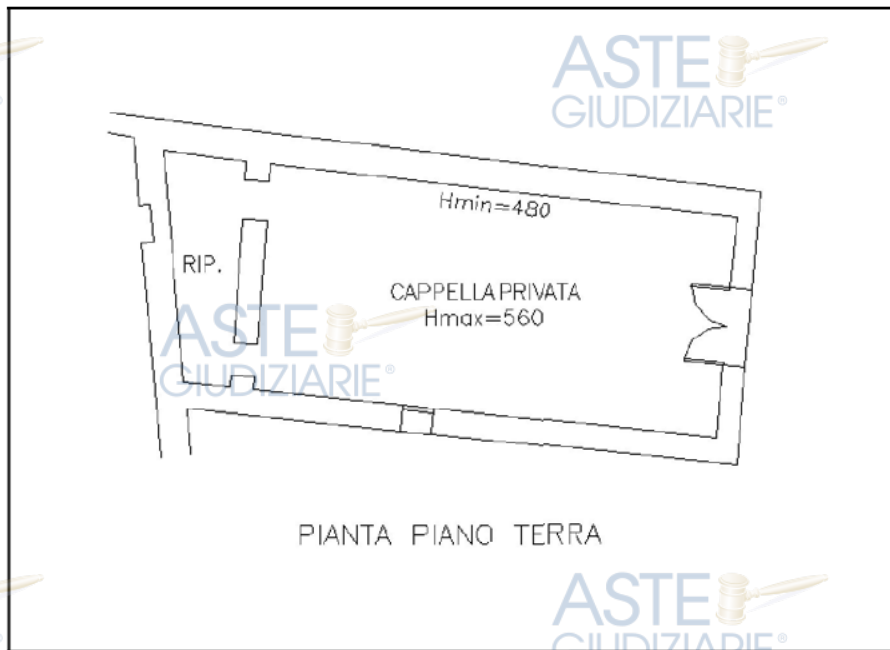 ASTE
GIUDIZIARIE®
Hmin=480
RIP.
CAPPELLA PRIVATA
Hmax=560
ASTE
GIUDIZIARIE®
PIANTA PIANO TERRA
ASTE
GIUDIZIARIE®